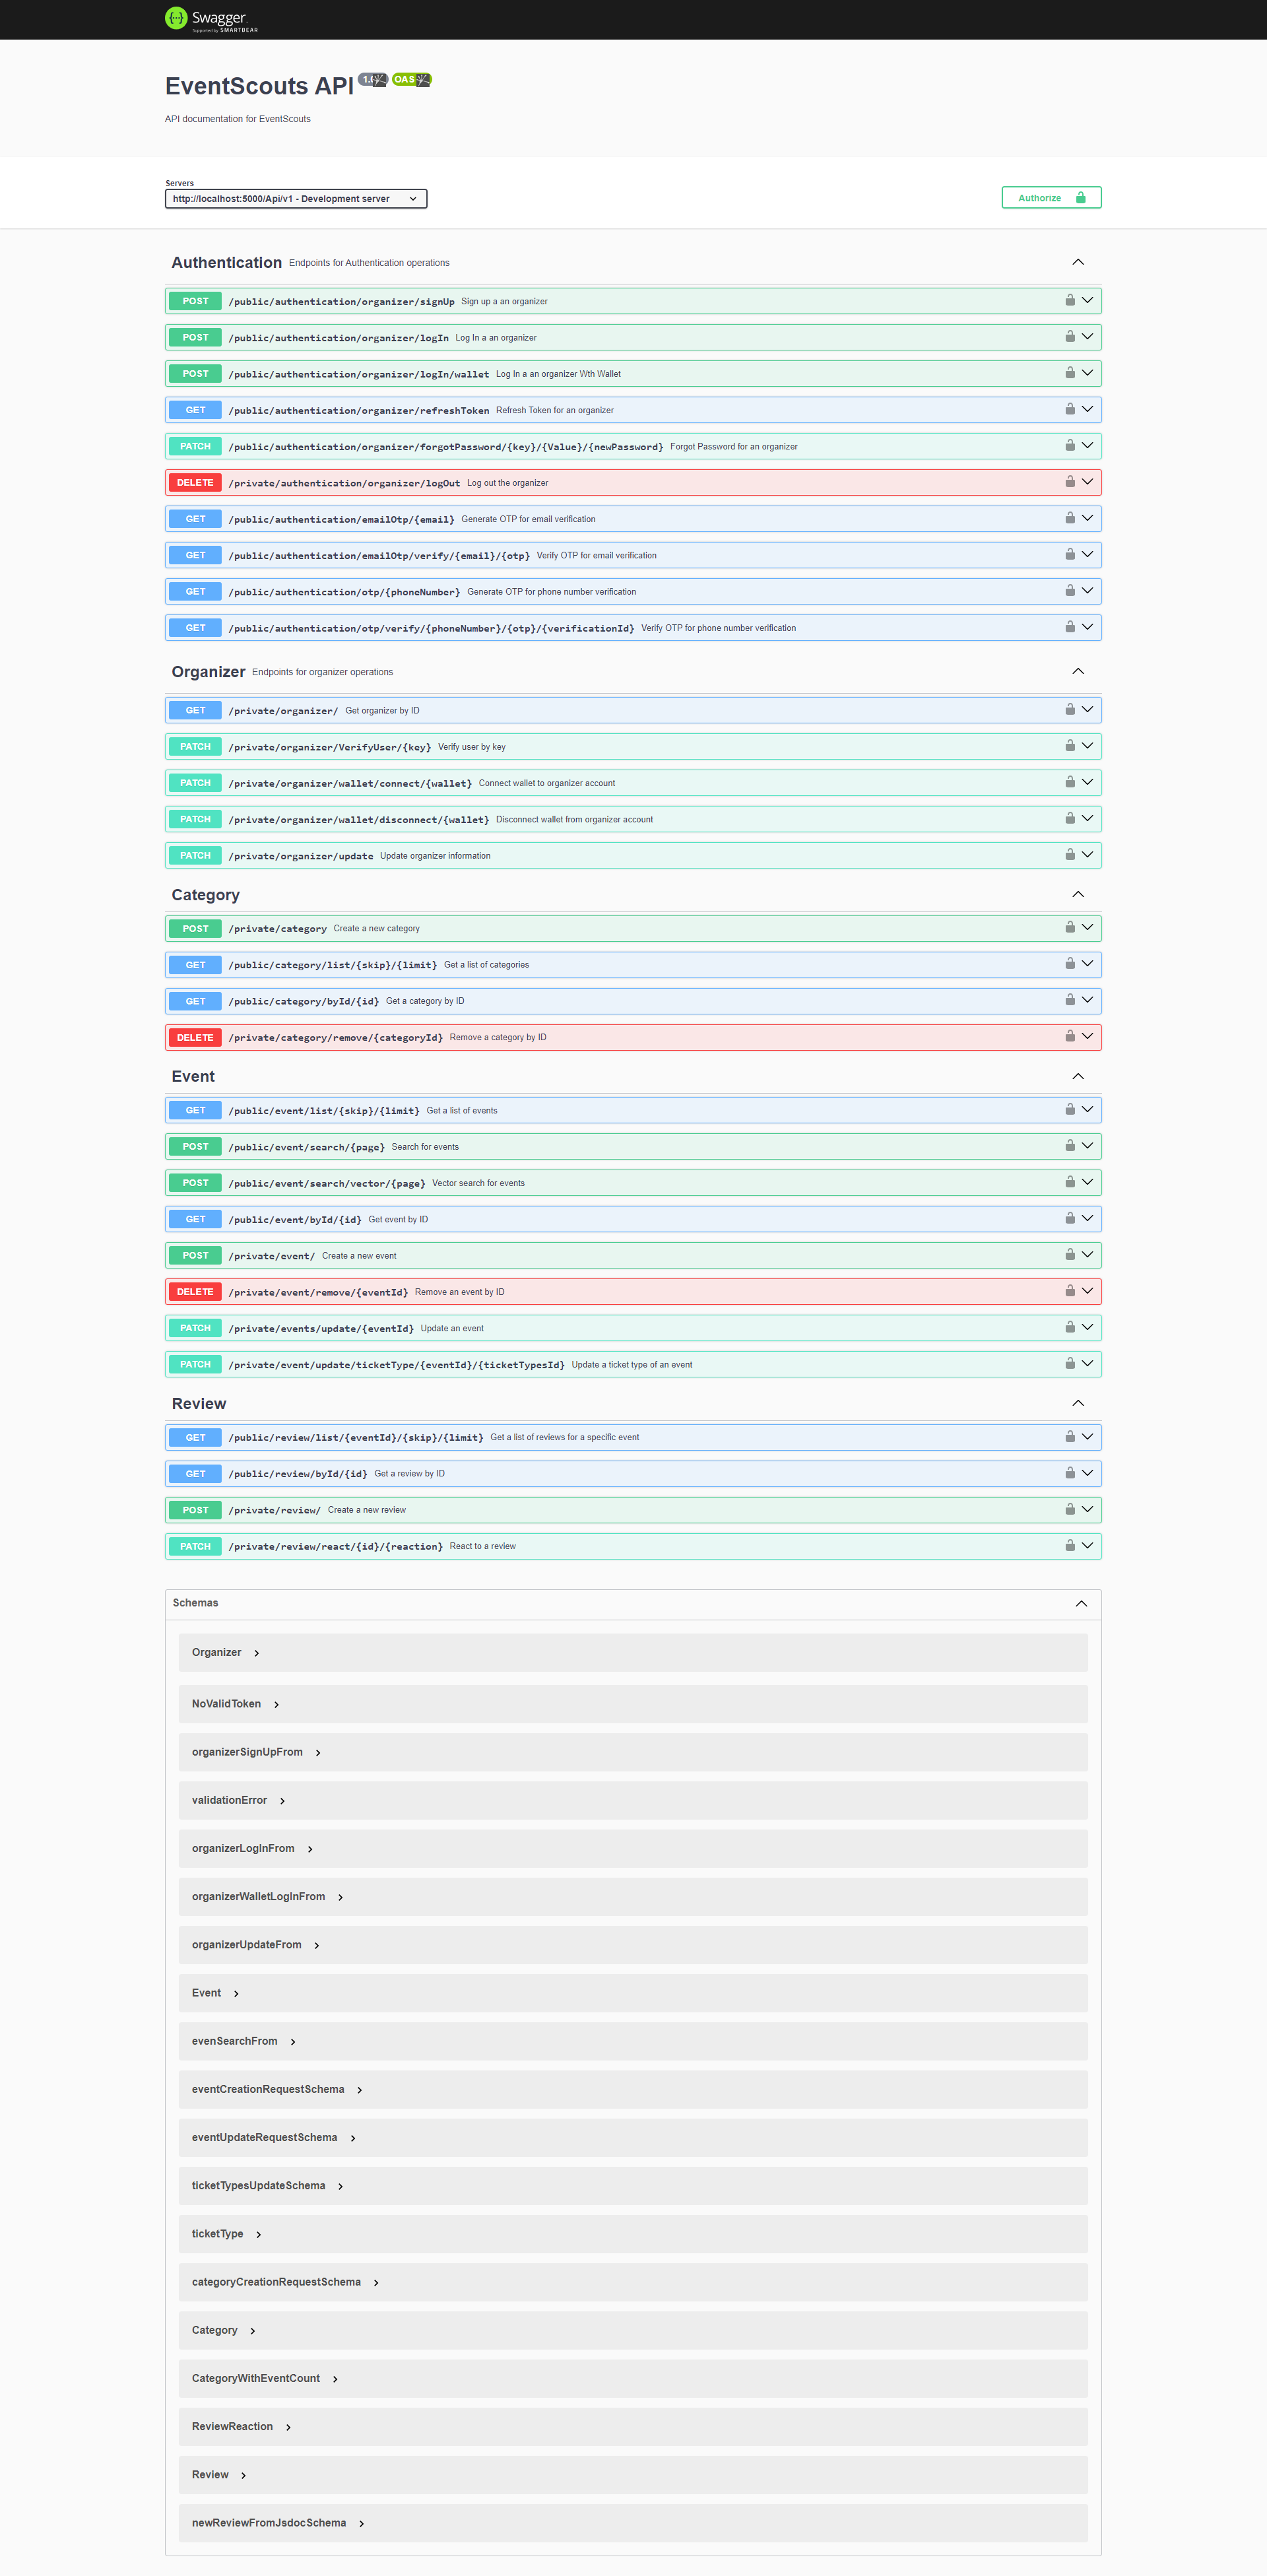 Swagger
Supported by SMARTBEAR
EventScouts API
OAS
API documentation for EventScouts
Servers
http://localhost:5000/Api/v1 - Development server
Authorize
Authentication Endpoints for Authentication operations
POST /public/authentication/organizer/signUp Sign up a an organizer
POST /public/authentication/organizer/logIn Log In a an organizer
POST /public/authentication/organizer/logIn/wallet Log In a an organizer Wth Wallet
GET /public/authentication/organizer/refreshToken Refresh Token for an organizer
PATCH /public/authentication/organizer/forgotPassword/{key}/{Value}/{newPassword} Forgot Password for an organizer
DELETE /private/authentication/organizer/logOut Log out the organizer
GET /public/authentication/emailOtp/{email} Generate OTP for email verification
GET /public/authentication/emailOtp/verify/{email}/{otp} Verify OTP for email verification
GET /public/authentication/otp/{phoneNumber} Generate OTP for phone number verification
GET /public/authentication/otp/verify/{phoneNumber}/{otp}/{verificationId} Verify OTP for phone number verification
Organizer Endpoints for organizer operations
GET /private/organizer/ Get organizer by ID
PATCH /private/organizer/VerifyUser/{key} Verify user by key
PATCH /private/organizer/wallet/connect/{wallet} Connect wallet to organizer account
PATCH /private/organizer/wallet/disconnect/{wallet} Disconnect wallet from organizer account
PATCH /private/organizer/update Update organizer information
Category
POST /private/category Create a new category
GET /public/category/list/{skip}/{limit} Get a list of categories
GET /public/category/byId/{id} Get a category by ID
DELETE /private/category/remove/{categoryId} Remove a category by ID
Event
GET /public/event/list/{skip}/{limit} Get a list of events
POST /public/event/search/{page} Search for events
POST /public/event/search/vector/{page} Vector search for events
GET /public/event/byId/{id} Get event by ID
POST /private/event/ Create a new event
DELETE /private/event/remove/{eventId} Remove an event by ID
PATCH /private/events/update/{eventId} Update an event
PATCH /private/event/update/ticketType/{eventId}/{ticketTypesId} Update a ticket type of an event
Review
GET /public/review/list/{eventId}/{skip}/{limit} Get a list of reviews for a specific event
GET /public/review/byId/{id} Get a review by ID
POST /private/review/ Create a new review
PATCH /private/review/react/{id}/{reaction} React to a review
Schemas
Organizer
NoValidToken
organizerSignUpFrom
validationError
organizerLogInFrom
organizerWalletLogInFrom
organizerUpdateFrom
Event
evenSearchFrom
eventCreationRequestSchema
eventUpdateRequestSchema
ticketTypesUpdateSchema
ticketType
categoryCreationRequestSchema
Category
CategoryWithEventCount
ReviewReaction
Review
newReviewFromJsdocSchema